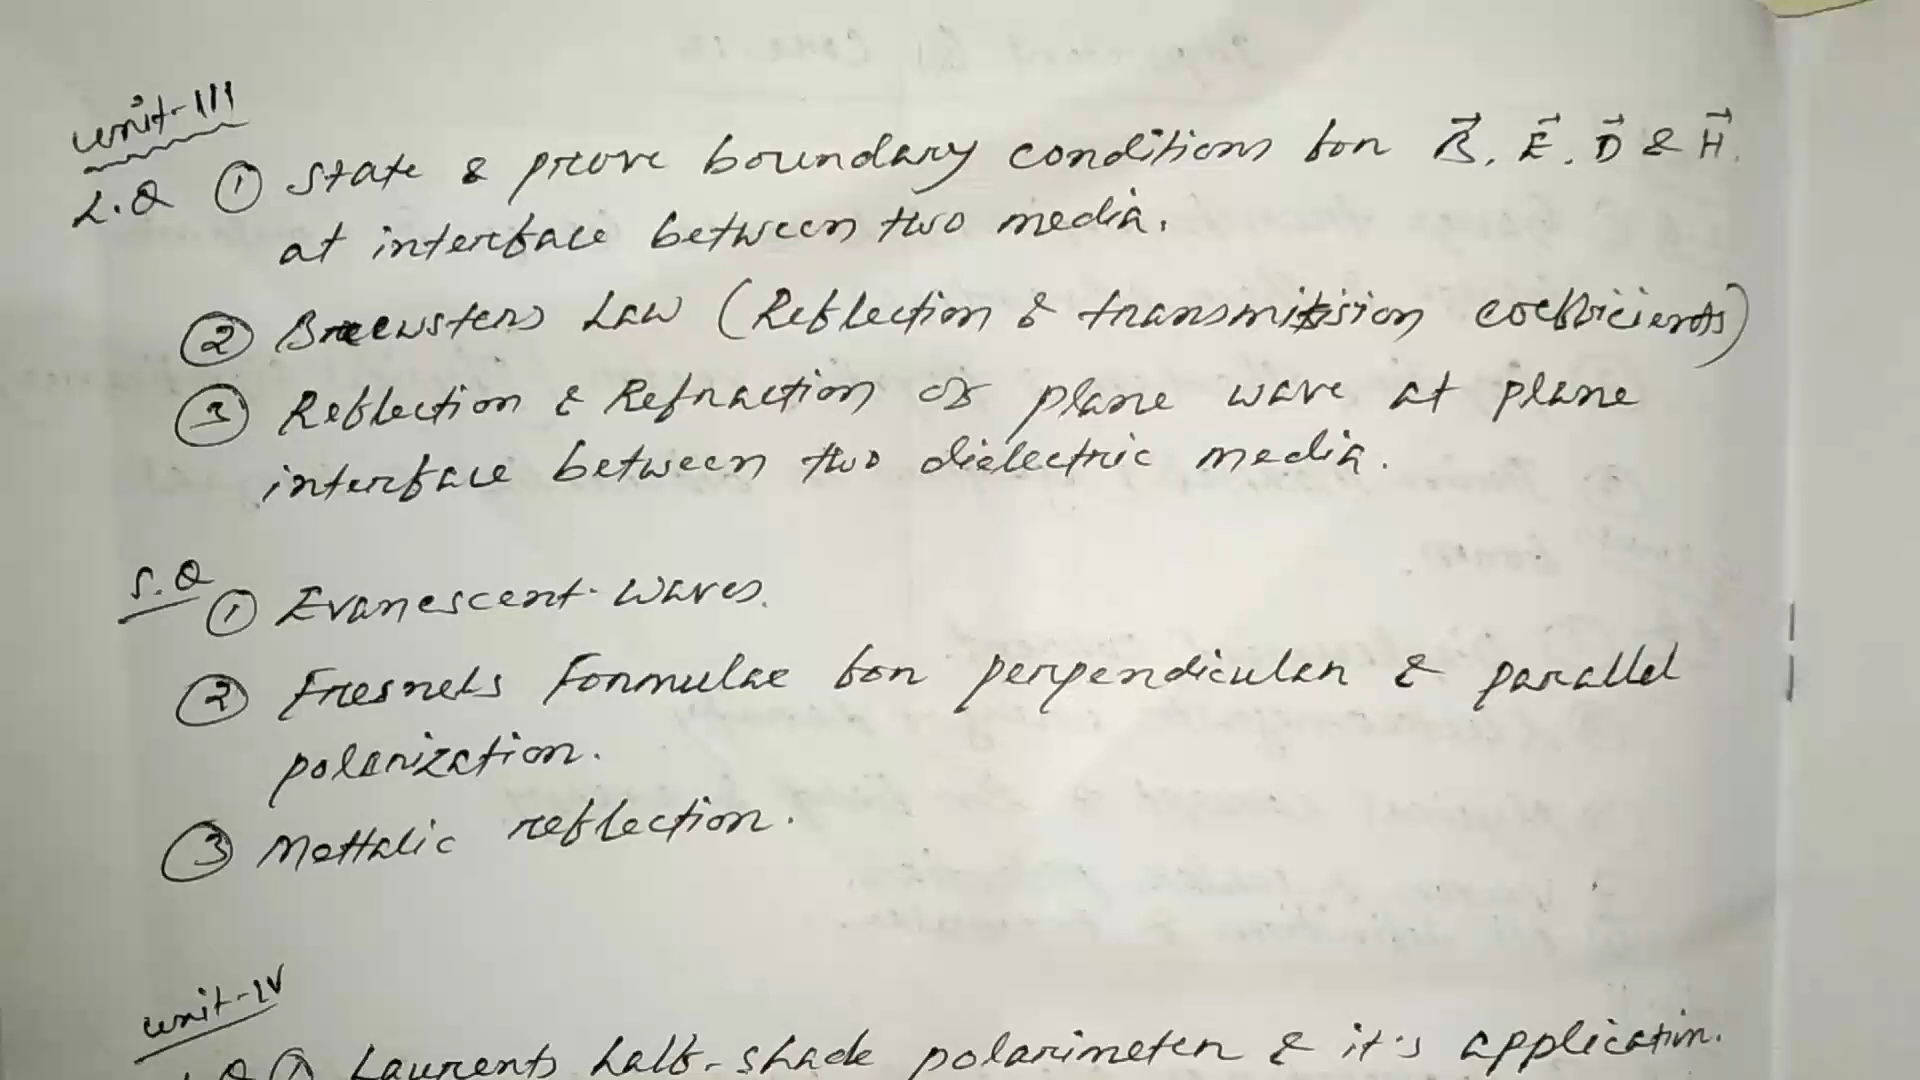 Unit-III
L.Q ① State & prove boundary conditions for B⃗, E⃗, D⃗ & H⃗.
at interface between two media.
② Brewsters Law (Reflection & transmission coefficients)
③ Reflection & Refraction of plane wave at plane
interface between two dielectric media.
S.Q ① Evanescent waves.
② Fresnels Formulae for perpendicular & parallel
polarization.
③ Mettalic reflection.
Unit-IV
① Laurents half-shade polarimeter & it's application.